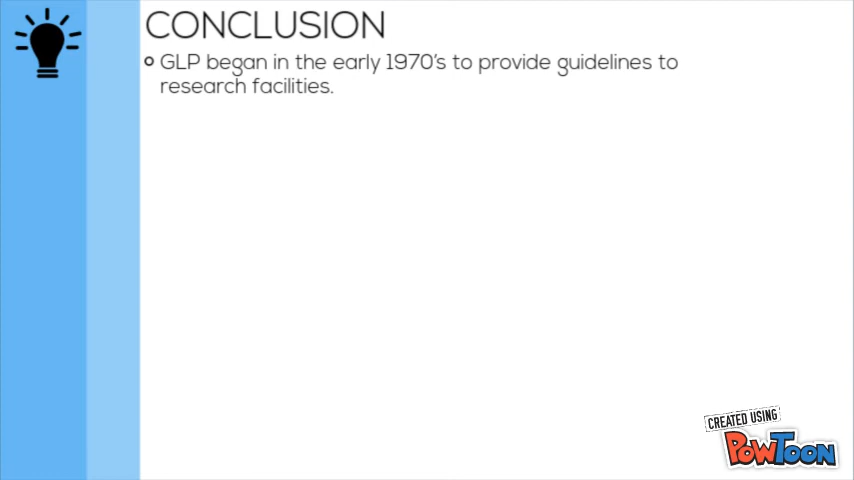 CONCLUSION
GLP began in the early 1970's to provide guidelines to
research facilities.
CREATED USING
POWTOON